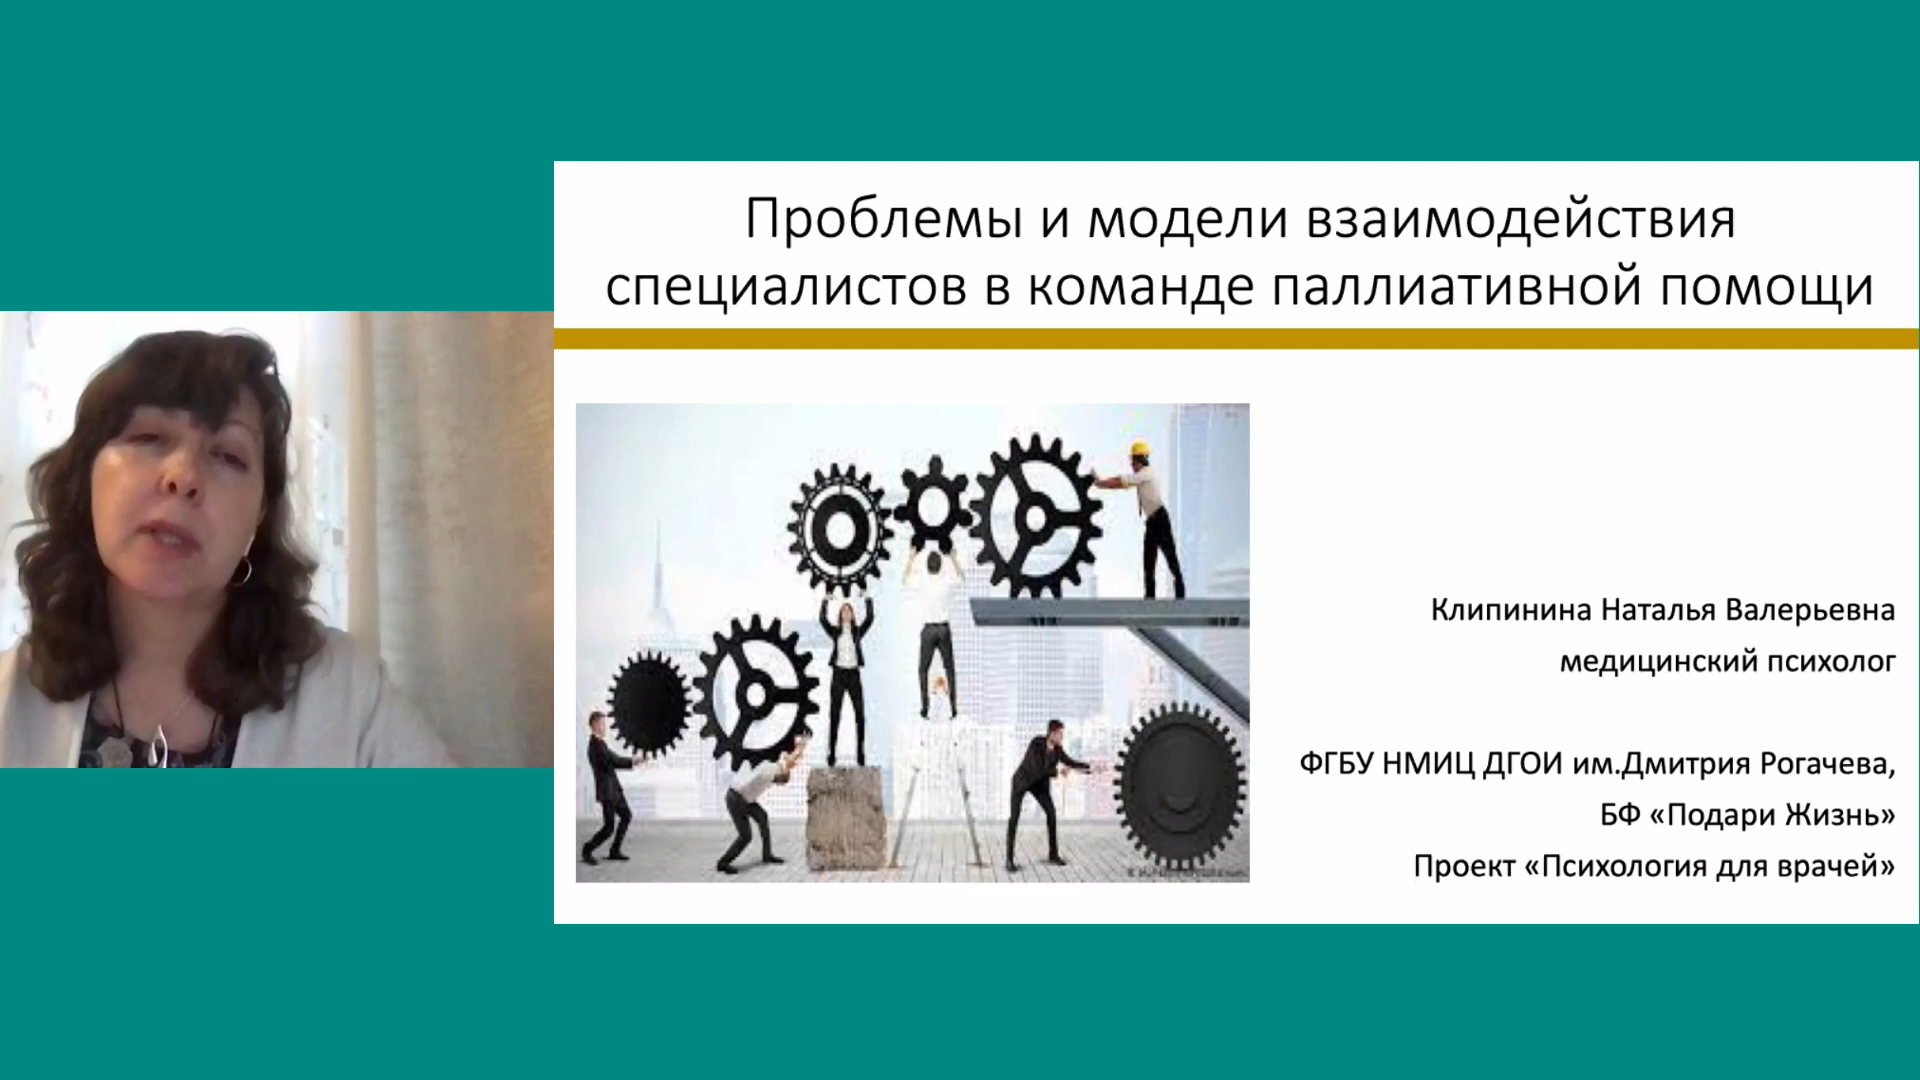 Проблемы и модели взаимодействия
специалистов в команде паллиативной помощи
Клипинина Наталья Валерьевна
медицинский психолог
ФГБУ НМИЦ ДГОИ им.Дмитрия Рогачева,
БФ «Подари Жизнь»
Проект «Психология для врачей»